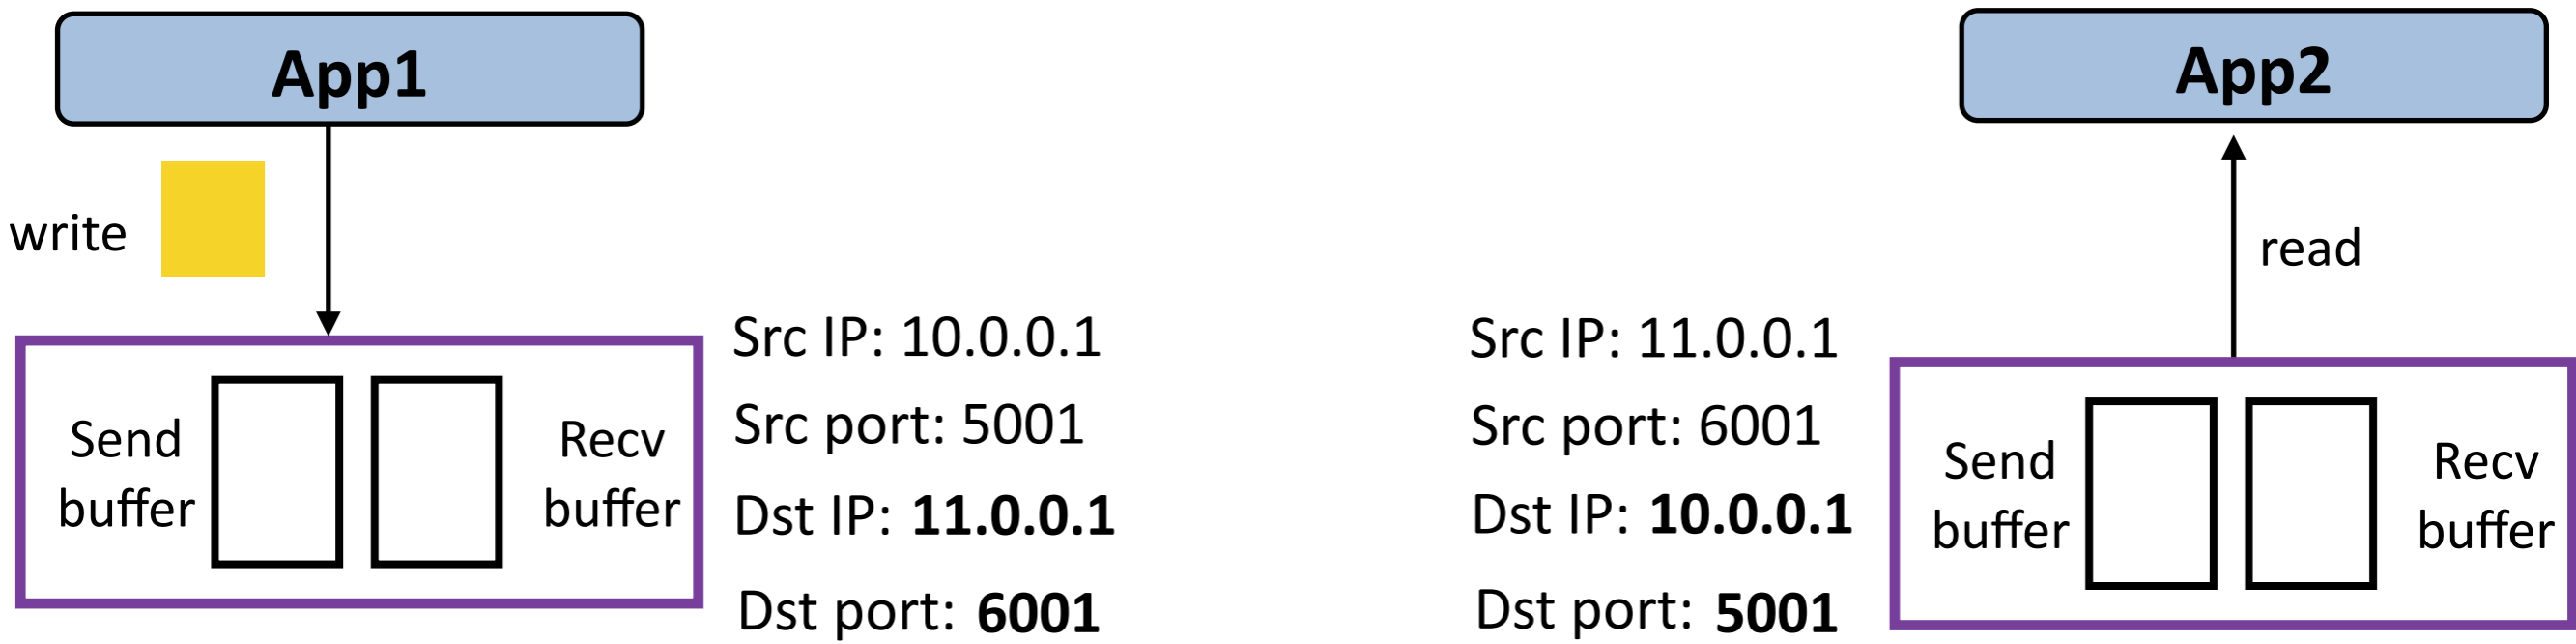 App1
write
Send
buffer
Recv
buffer
Src IP: 10.0.0.1
Src port: 5001
Dst IP: 11.0.0.1
Dst port: 6001
App2
read
Src IP: 11.0.0.1
Src port: 6001
Dst IP: 10.0.0.1
Dst port: 5001
Send
buffer
Recv
buffer